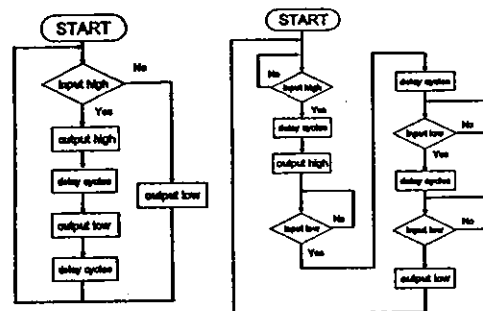 START
Input high
No
Yes
output high
delay cycles
output low
delay cycles
output low
START
Input high
No
Yes
delay cycles
output high
Input low
No
Yes
delay cycles
Input low
No
Yes
delay cycles
Input low
No
output low